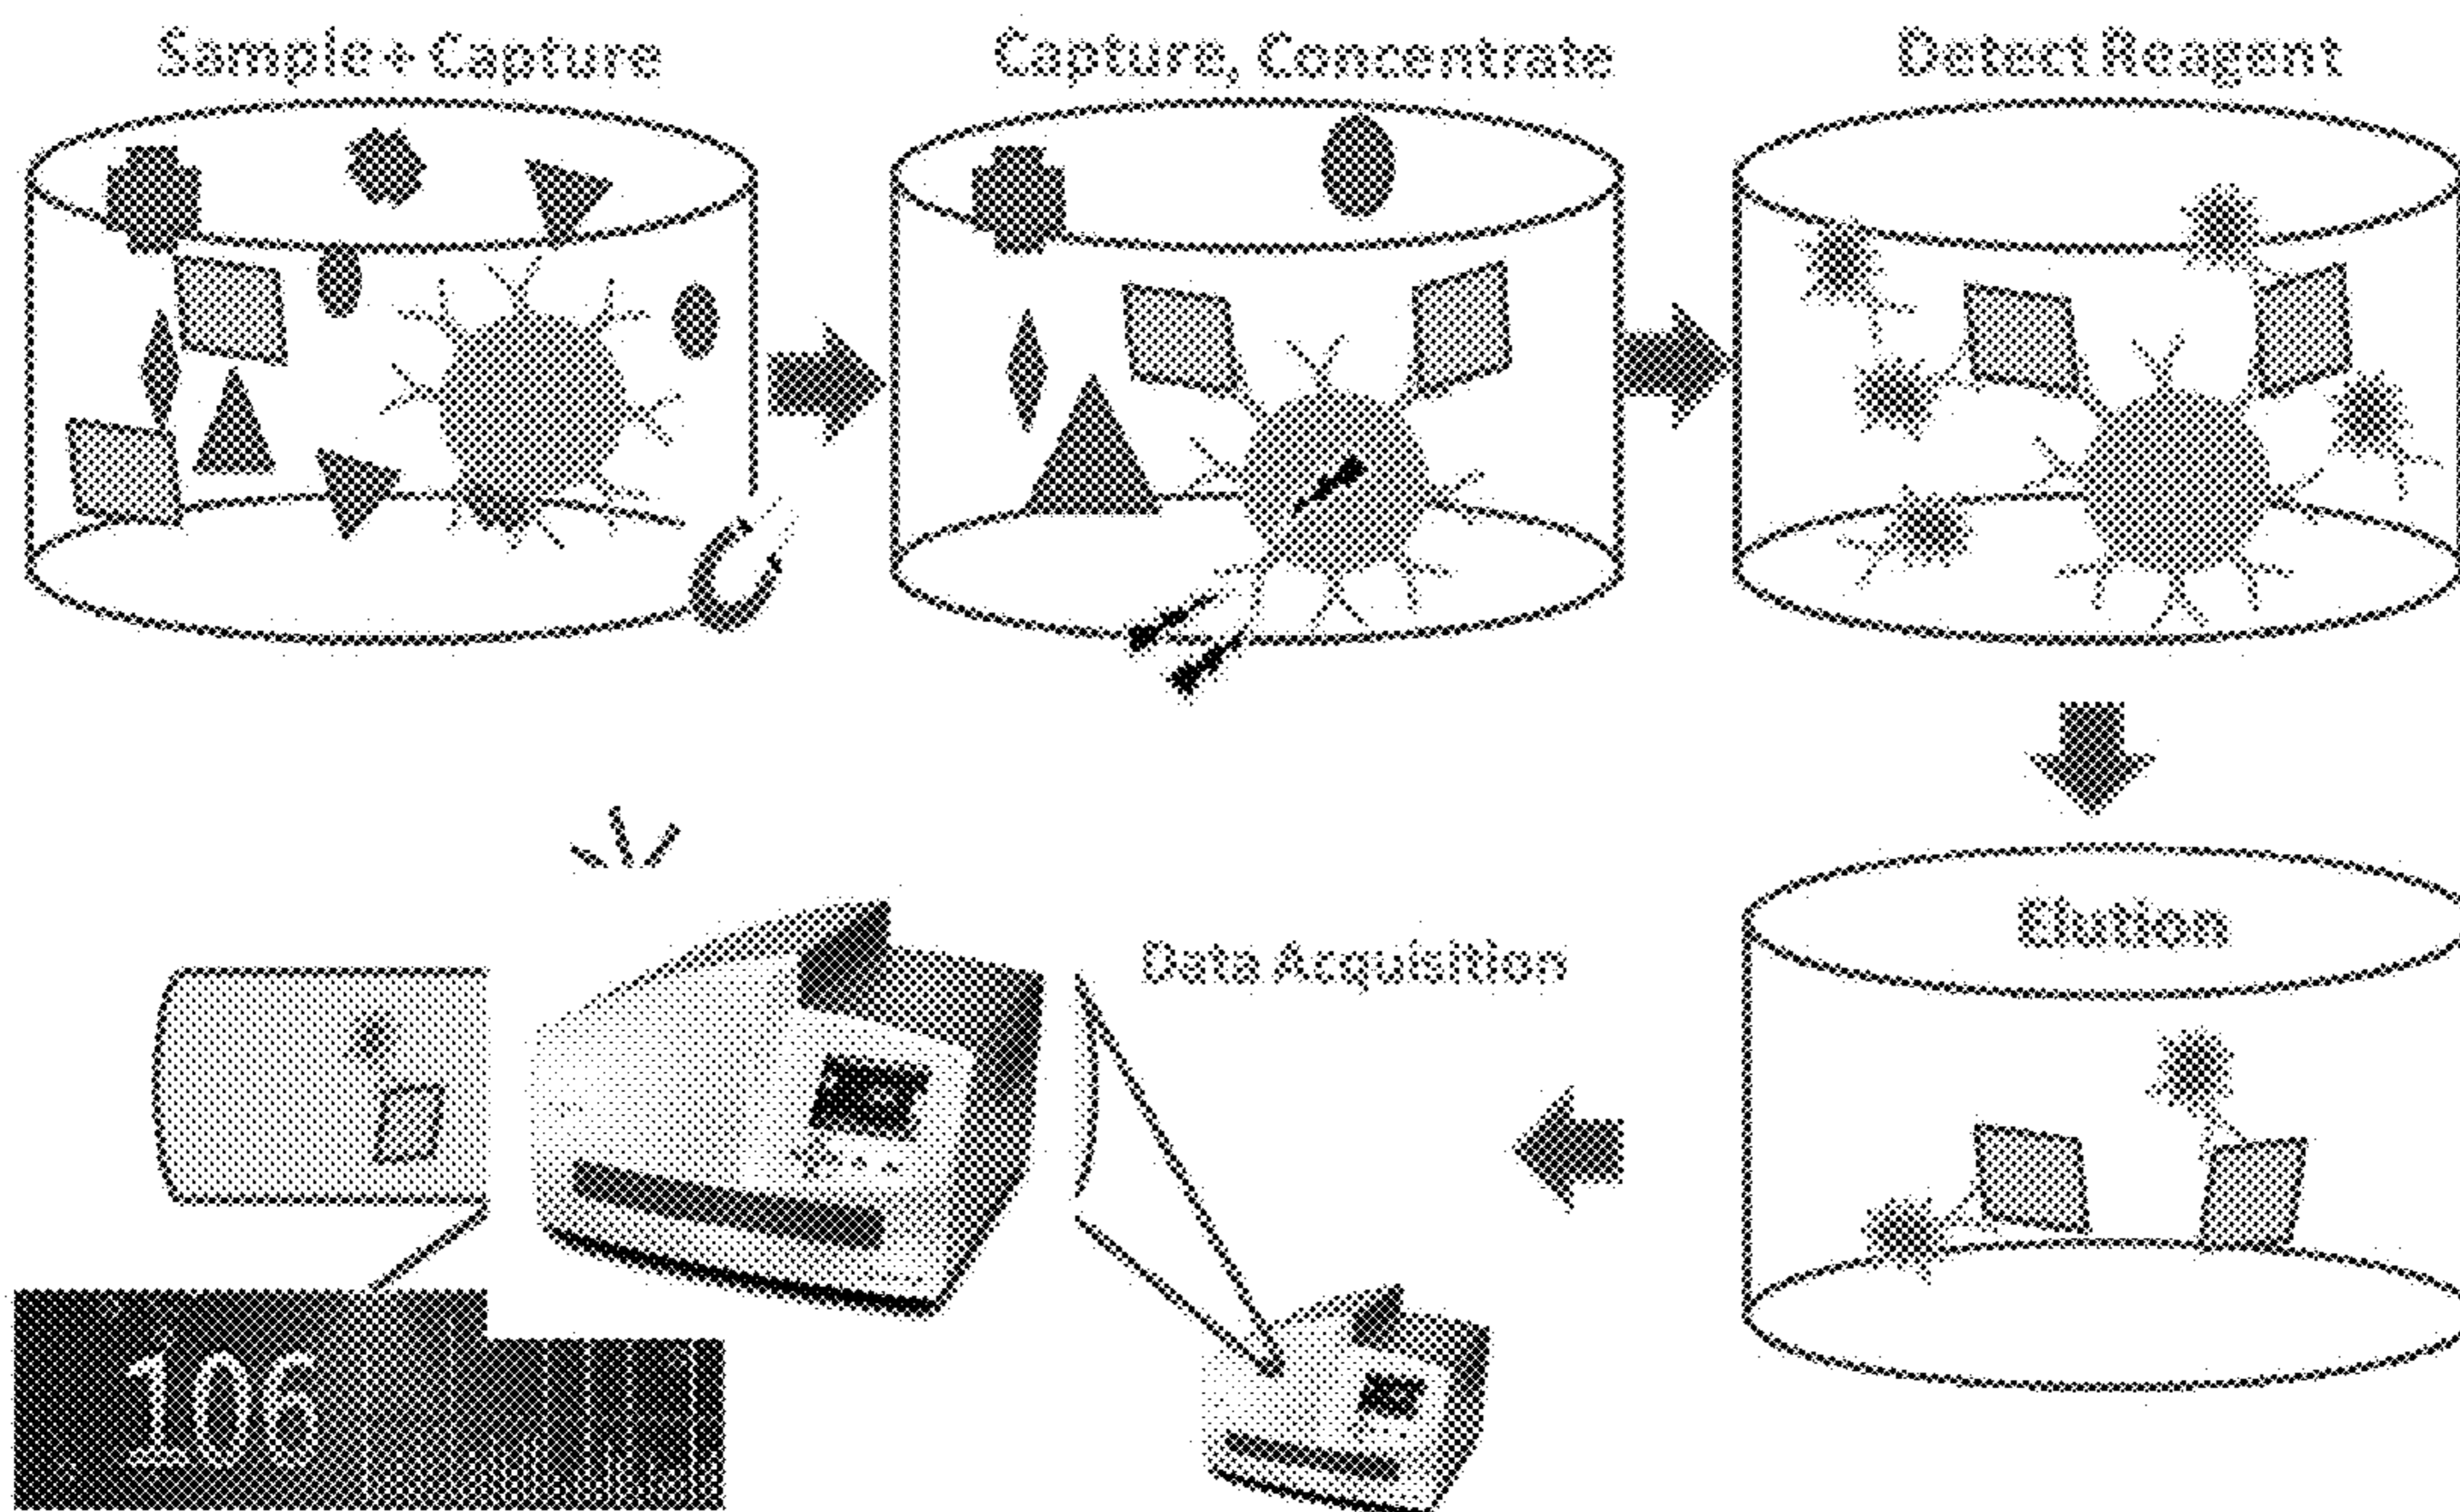 Sample + Capture
Capture, Concentrate
Detect Reagent
Elution
Data Acquisition
106